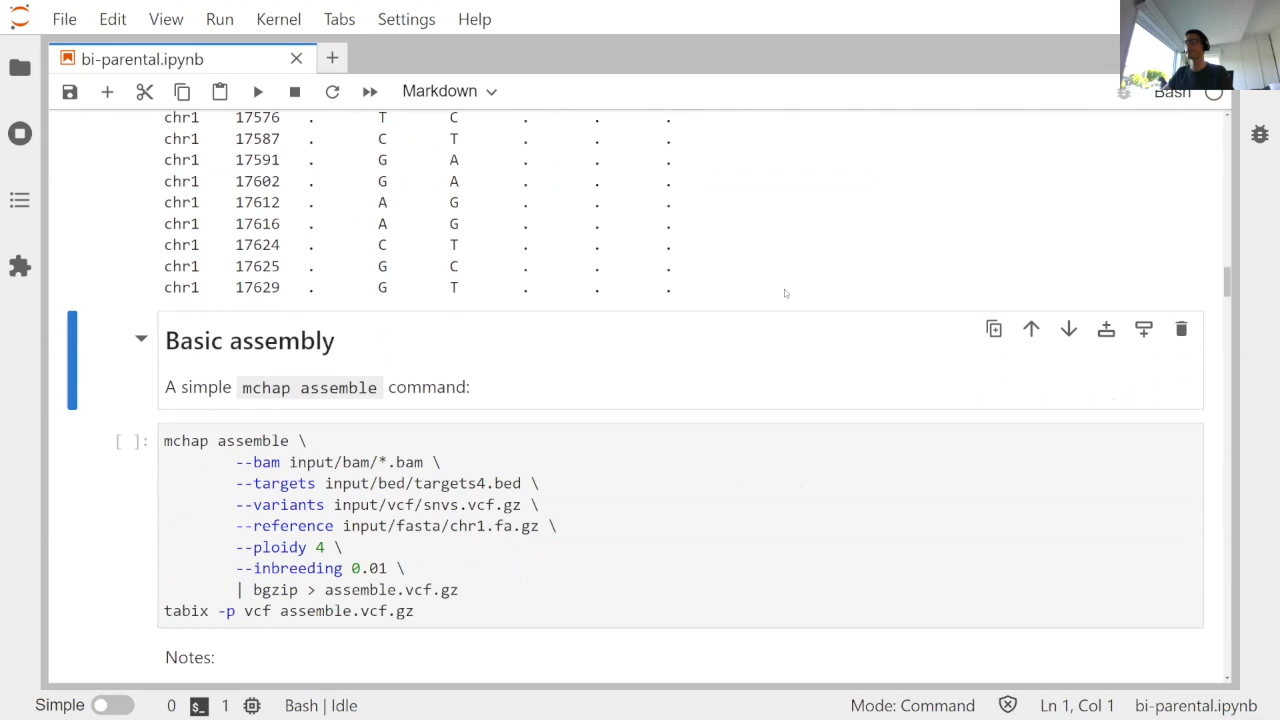 File Edit View Run Kernel Tabs Settings Help
bi-parental.ipynb
Markdown
Bash
chr1 17576 . T C . . .
chr1 17587 . C T . . .
chr1 17591 . G A . . .
chr1 17602 . G A . . .
chr1 17612 . A G . . .
chr1 17616 . A G . . .
chr1 17624 . C T . . .
chr1 17625 . G C . . .
chr1 17629 . G T . . .
Basic assembly
A simple mchap assemble command:
[ ]: mchap assemble \
--bam input/bam/*.bam \
--targets input/bed/targets4.bed \
--variants input/vcf/snvs.vcf.gz \
--reference input/fasta/chr1.fa.gz \
--ploidy 4 \
--inbreeding 0.01 \
| bgzip > assemble.vcf.gz
tabix -p vcf assemble.vcf.gz
Notes:
Simple 0 $_ 1 Bash | Idle Mode: Command Ln 1, Col 1 bi-parental.ipynb